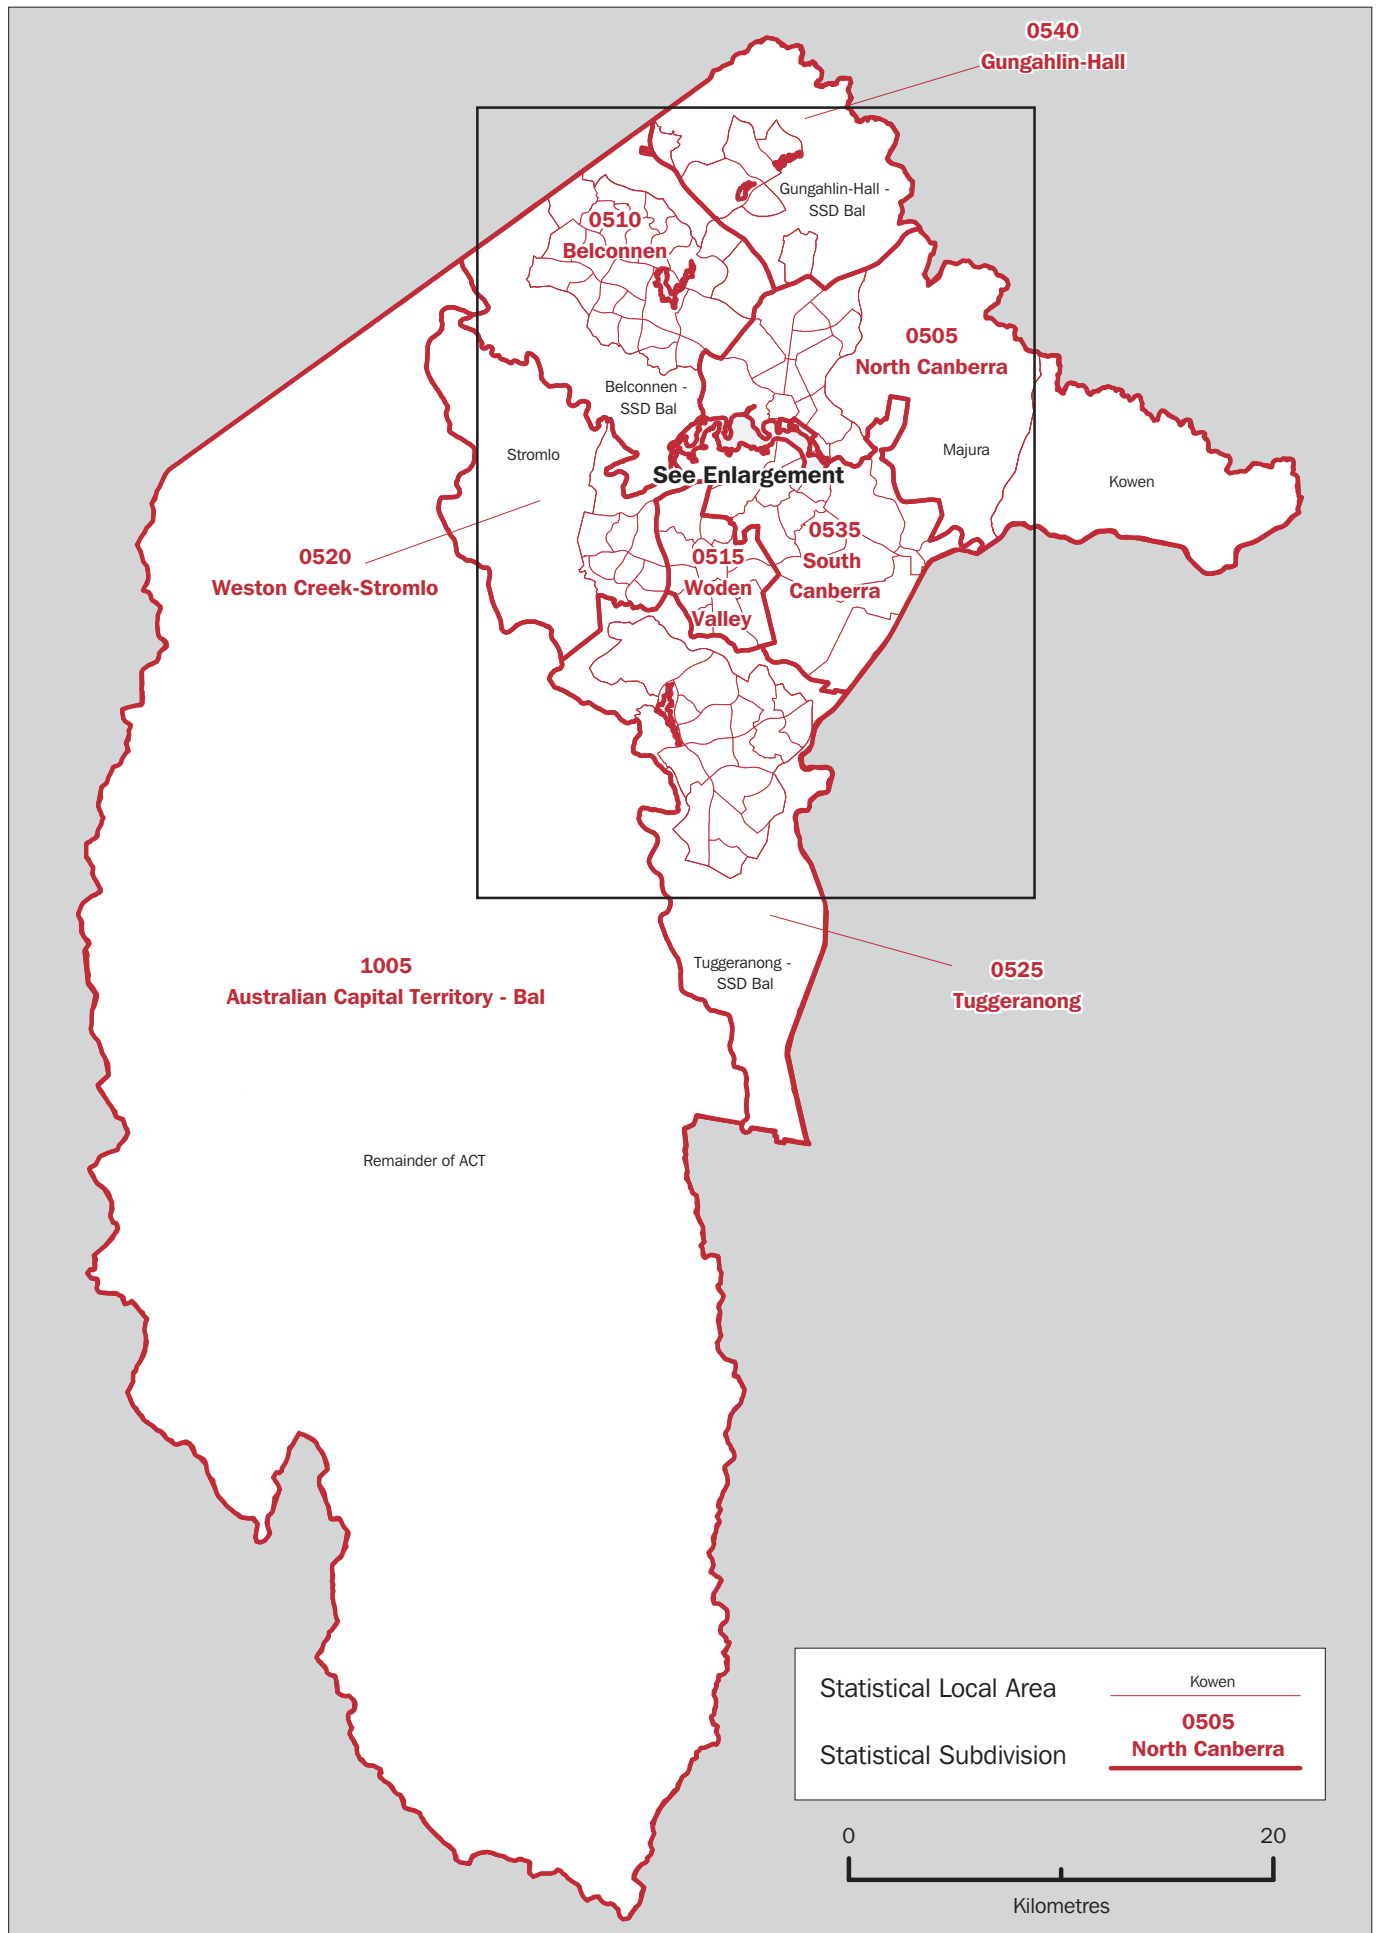 0540
Gungahlin-Hall
Gungahlin-Hall -
SSD Bal
0510
Belconnen
0505
North Canberra
Belconnen -
SSD Bal
Stromlo
Majura
See Enlargement
Kowen
0535
South
Canberra
0515
Woden
Valley
0520
Weston Creek-Stromlo
1005
Australian Capital Territory - Bal
Tuggeranong -
SSD Bal
0525
Tuggeranong
Remainder of ACT
Statistical Local Area
Kowen
0505
North Canberra
Statistical Subdivision
0
20
Kilometres